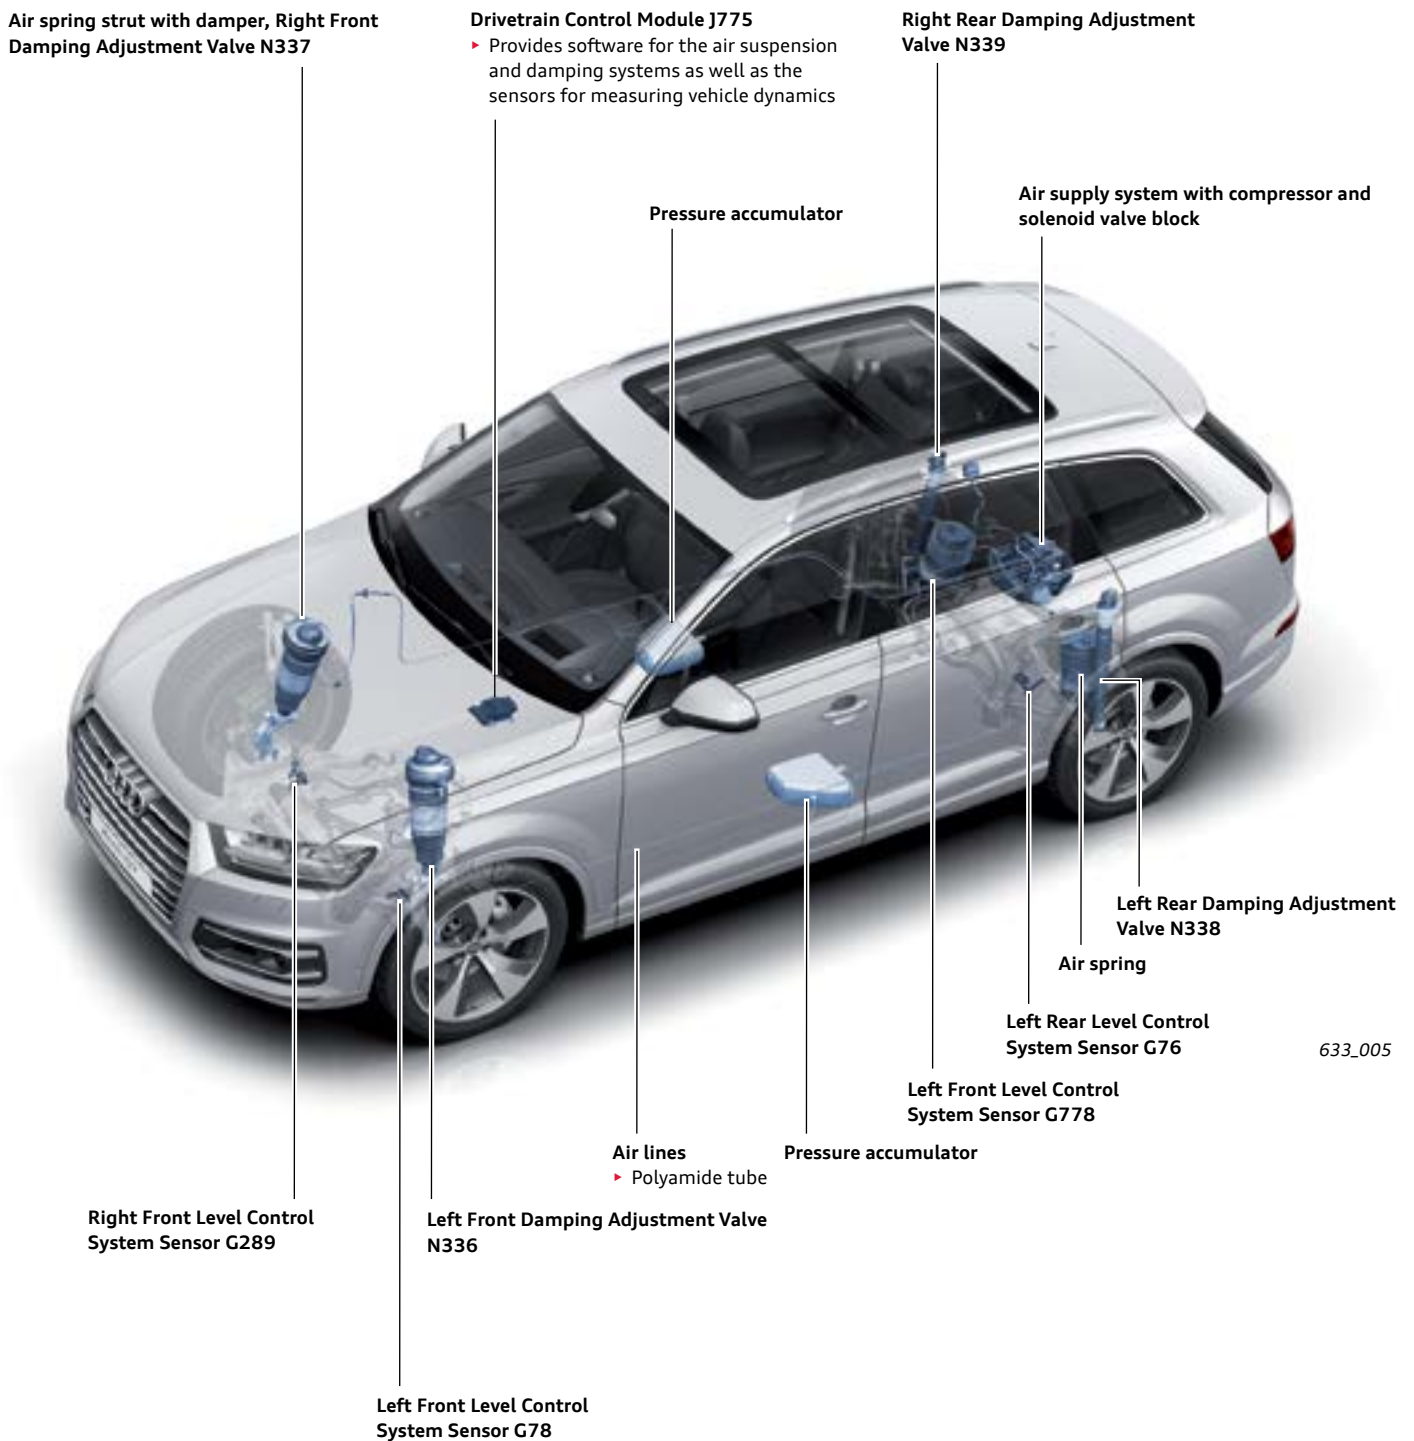 Air spring strut with damper, Right Front
Damping Adjustment Valve N337
Drivetrain Control Module J775
▸ Provides software for the air suspension
and damping systems as well as the
sensors for measuring vehicle dynamics
Right Rear Damping Adjustment
Valve N339
Pressure accumulator
Air supply system with compressor and
solenoid valve block
Left Rear Damping Adjustment
Valve N338
Air spring
Left Rear Level Control
System Sensor G76
633_005
Left Front Level Control
System Sensor G778
Air lines
▸ Polyamide tube
Pressure accumulator
Right Front Level Control
System Sensor G289
Left Front Damping Adjustment Valve
N336
Left Front Level Control
System Sensor G78